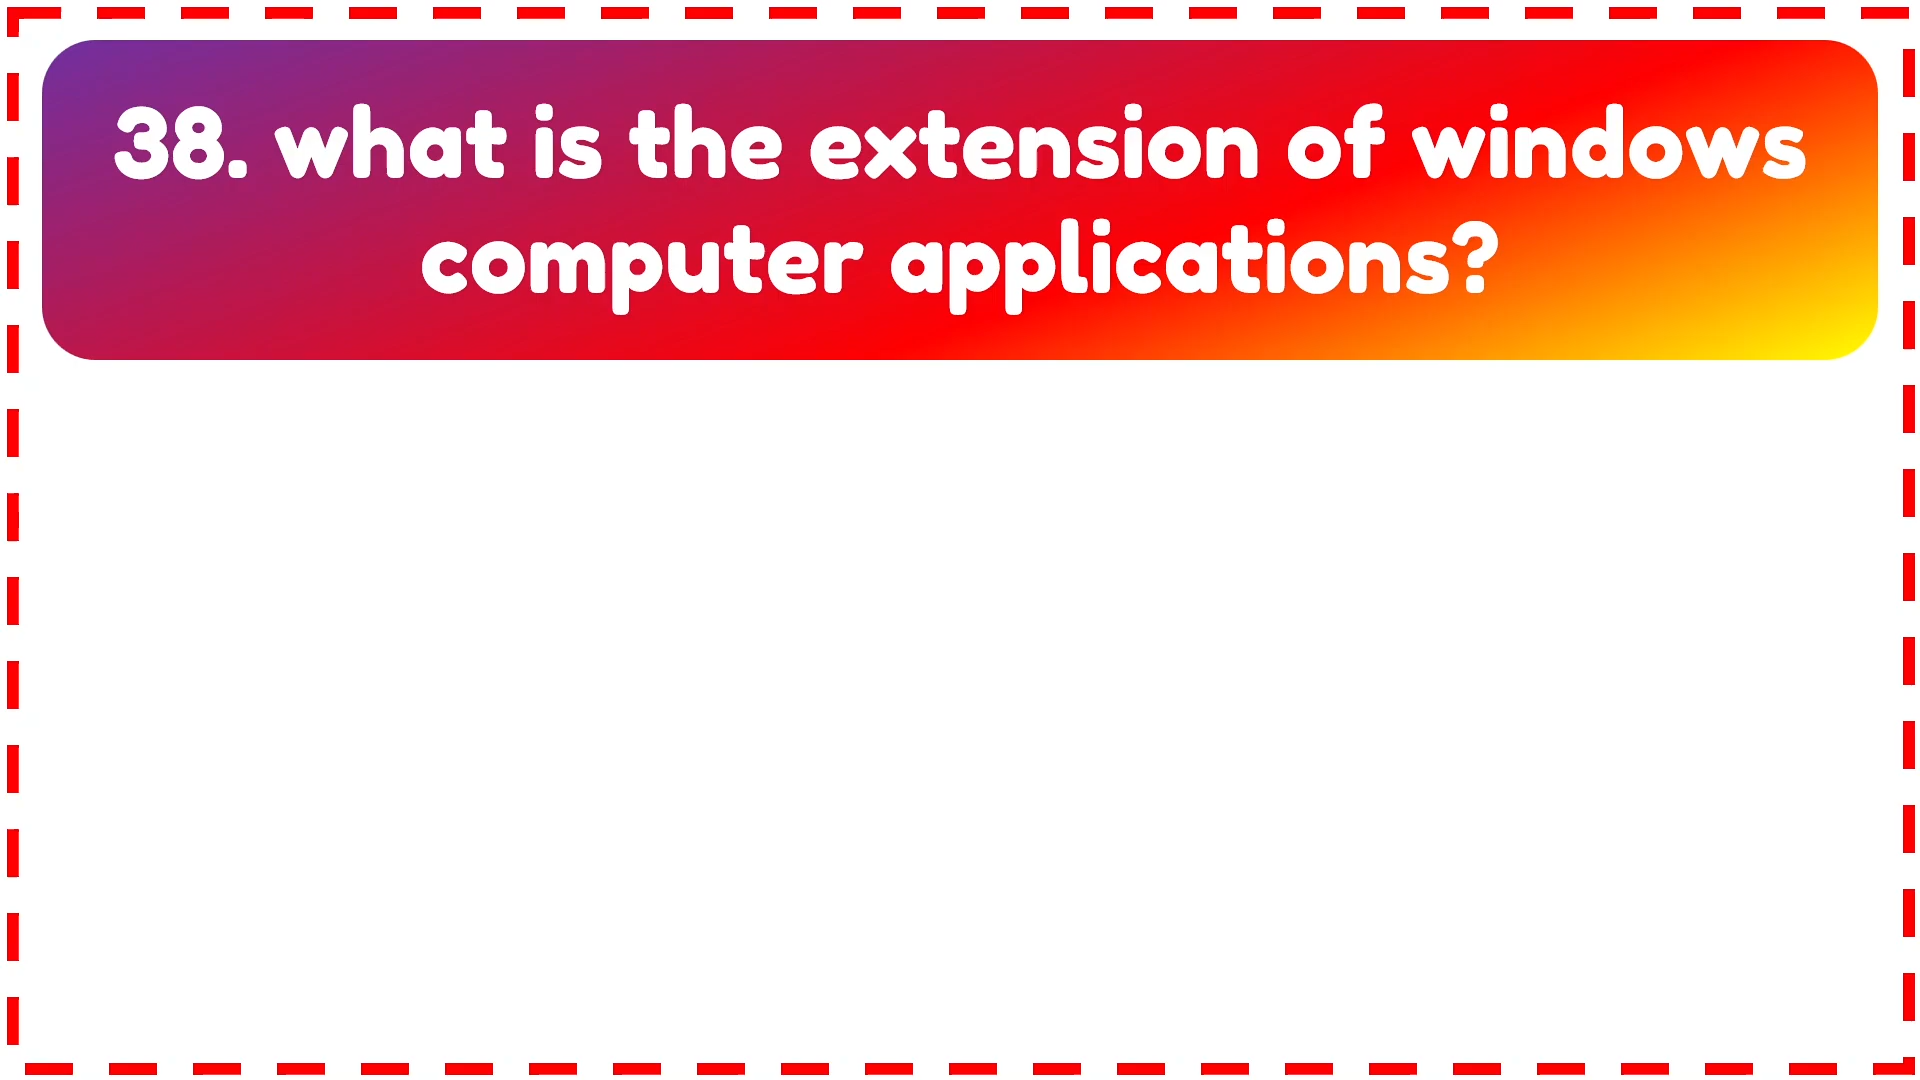 38. what is the extension of windows
computer applications?